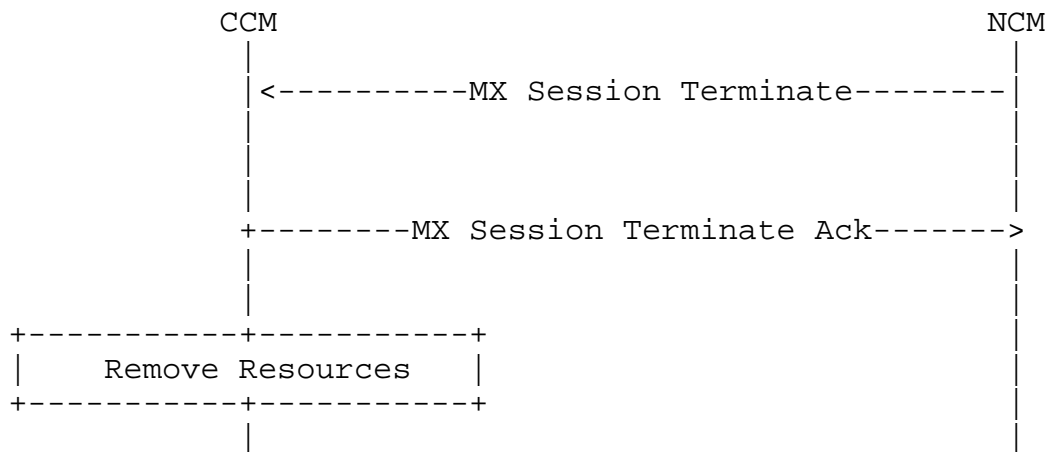 CCM NCM
MX Session Terminate
MX Session Terminate Ack
Remove Resources